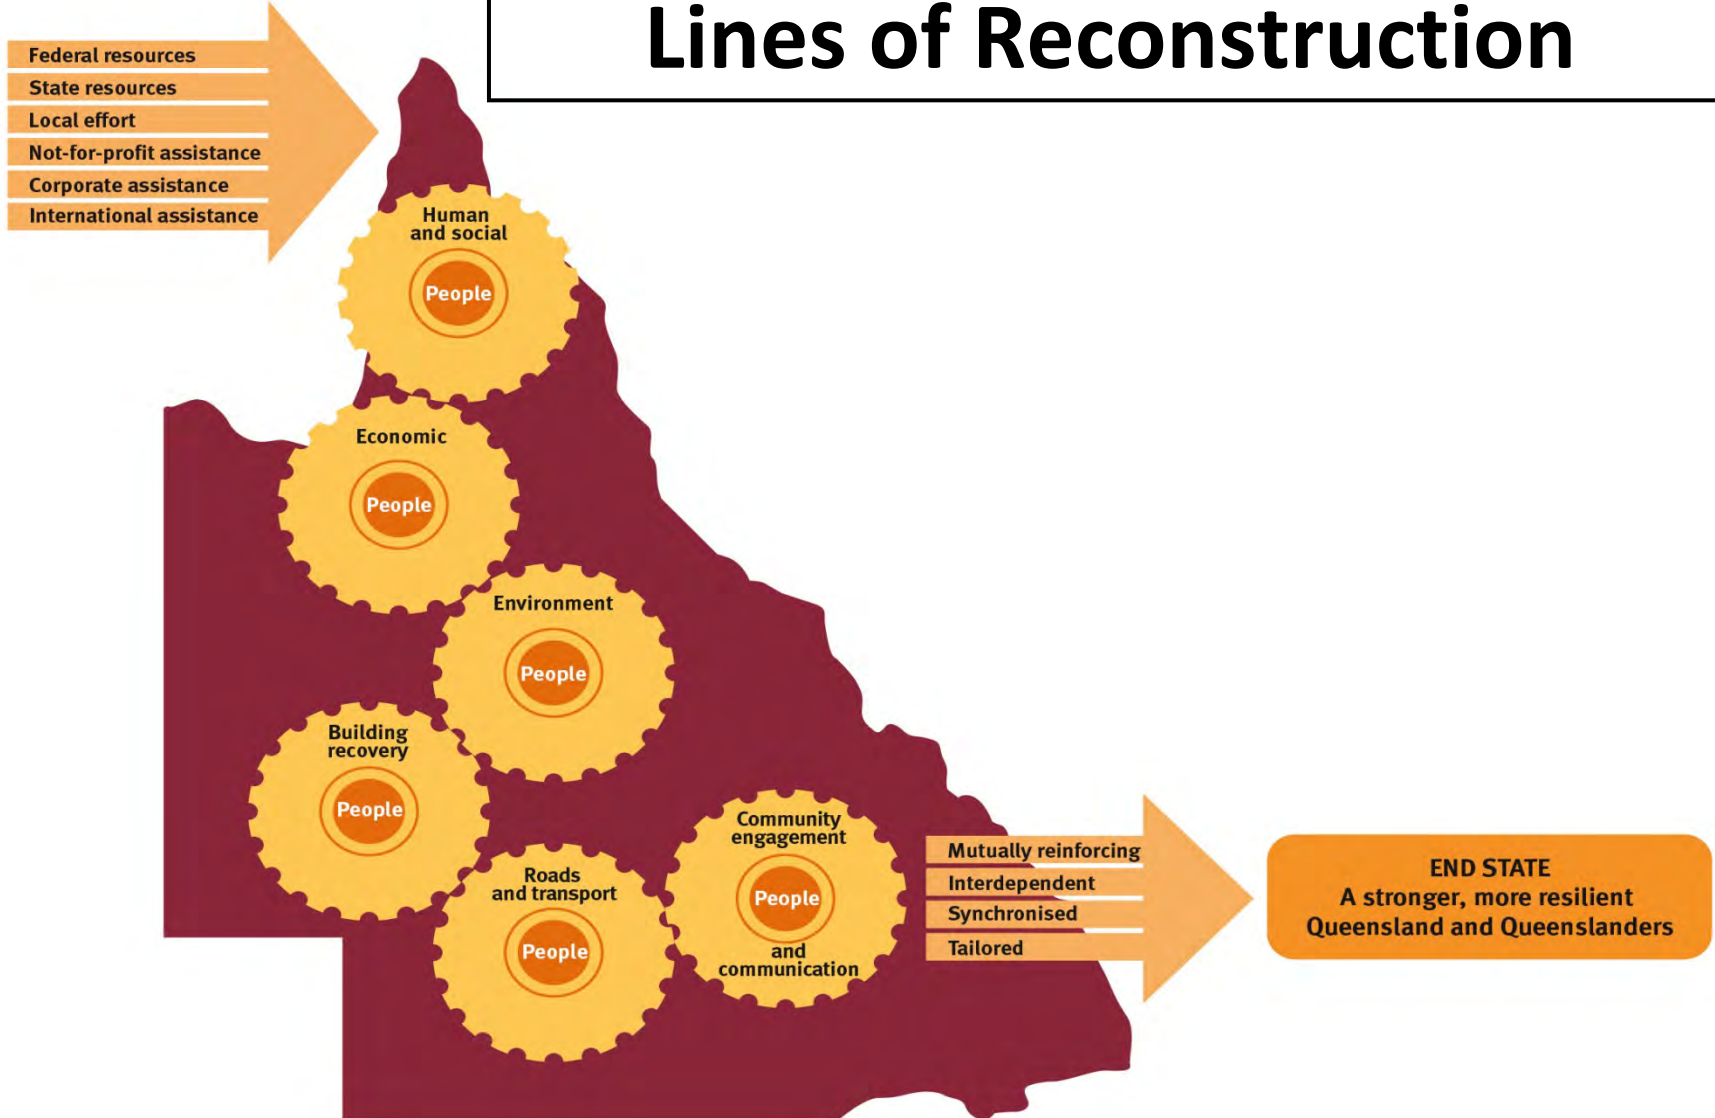 Lines of Reconstruction
Federal resources
State resources
Local effort
Not-for-profit assistance
Corporate assistance
International assistance
Human
and social
People
Economic
People
Environment
People
Building
recovery
People
Roads
and transport
People
Community
engagement
People
and
communication
Mutually reinforcing
Interdependent
Synchronised
Tailored
END STATE
A stronger, more resilient
Queensland and Queenslanders